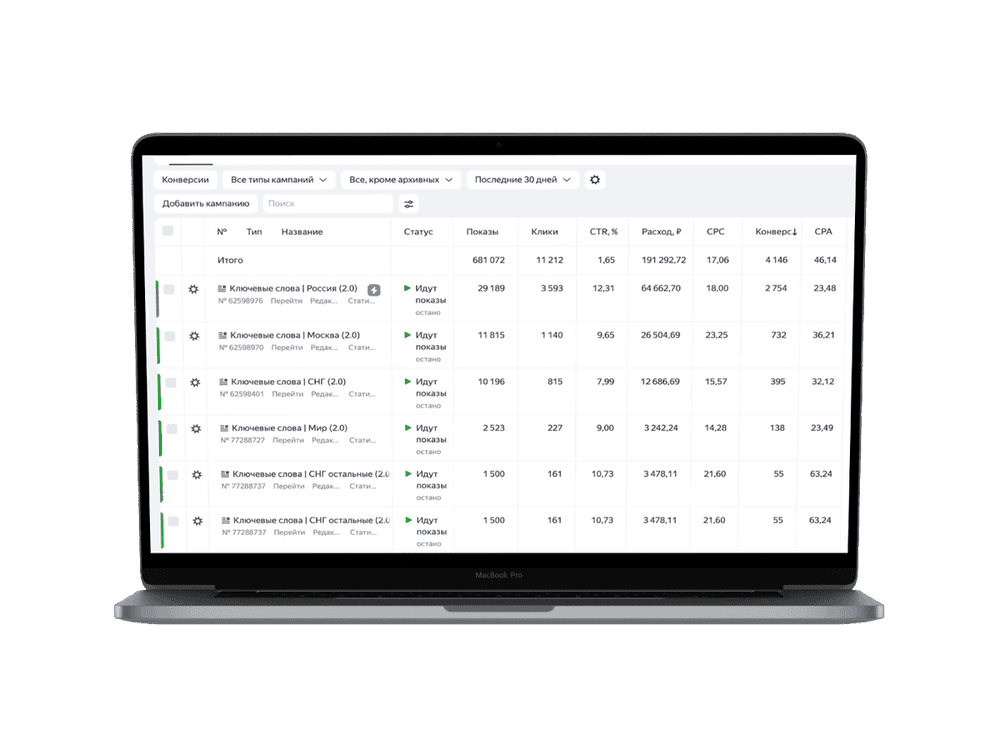 Конверсии Все типы кампаний Все, кроме архивных Последние 30 дней
Добавить кампанию Поиск
№ Тип Название Статус Показы Клики CTR, % Расход, ₽ CPC Конверс↓ CPA
Итого 681 072 11 212 1,65 191 292,72 17,06 4 146 46,14
Ключевые слова | Россия (2.0) Идут 29 189 3 593 12,31 64 662,70 18,00 2 754 23,48
№ 62598976 Перейти Редак... Стати... показы
остано
Ключевые слова | Москва (2.0) Идут 11 815 1 140 9,65 26 504,69 23,25 732 36,21
№ 62598970 Перейти Редак... Стати... показы
остано
Ключевые слова | СНГ (2.0) Идут 10 196 815 7,99 12 686,69 15,57 395 32,12
№ 62598401 Перейти Редак... Стати... показы
остано
Ключевые слова | Мир (2.0) Идут 2 523 227 9,00 3 242,24 14,28 138 23,49
№ 77288727 Перейти Редак... Стати... показы
остано
Ключевые слова | СНГ остальные (2.0 Идут 1 500 161 10,73 3 478,11 21,60 55 63,24
№ 77288737 Перейти Редак... Стати... показы
остано
Ключевые слова | СНГ остальные (2.0 Идут 1 500 161 10,73 3 478,11 21,60 55 63,24
№ 77288737 Перейти Редак... Стати... показы
остано
MacBook Pro